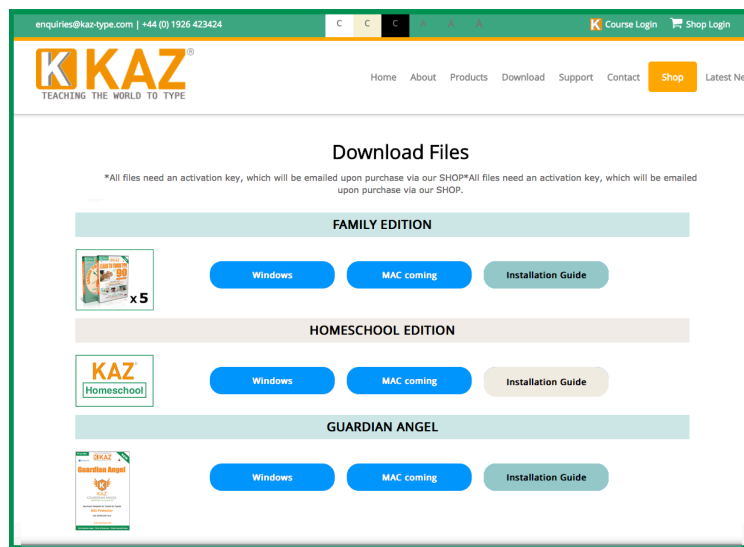 enquiries@kaz-type.com | +44 (0) 1926 423424 C C C A A A Course Login Shop Login
KAZ®
TEACHING THE WORLD TO TYPE
Home About Products Download Support Contact Shop Latest Ne
Download Files
*All files need an activation key, which will be emailed upon purchase via our SHOP*All files need an activation key, which will be emailed
upon purchase via our SHOP.
FAMILY EDITION
x 5
Windows MAC coming Installation Guide
HOMESCHOOL EDITION
KAZ
Homeschool
Windows MAC coming Installation Guide
GUARDIAN ANGEL
KAZ
Guardian Angel
Windows MAC coming Installation Guide